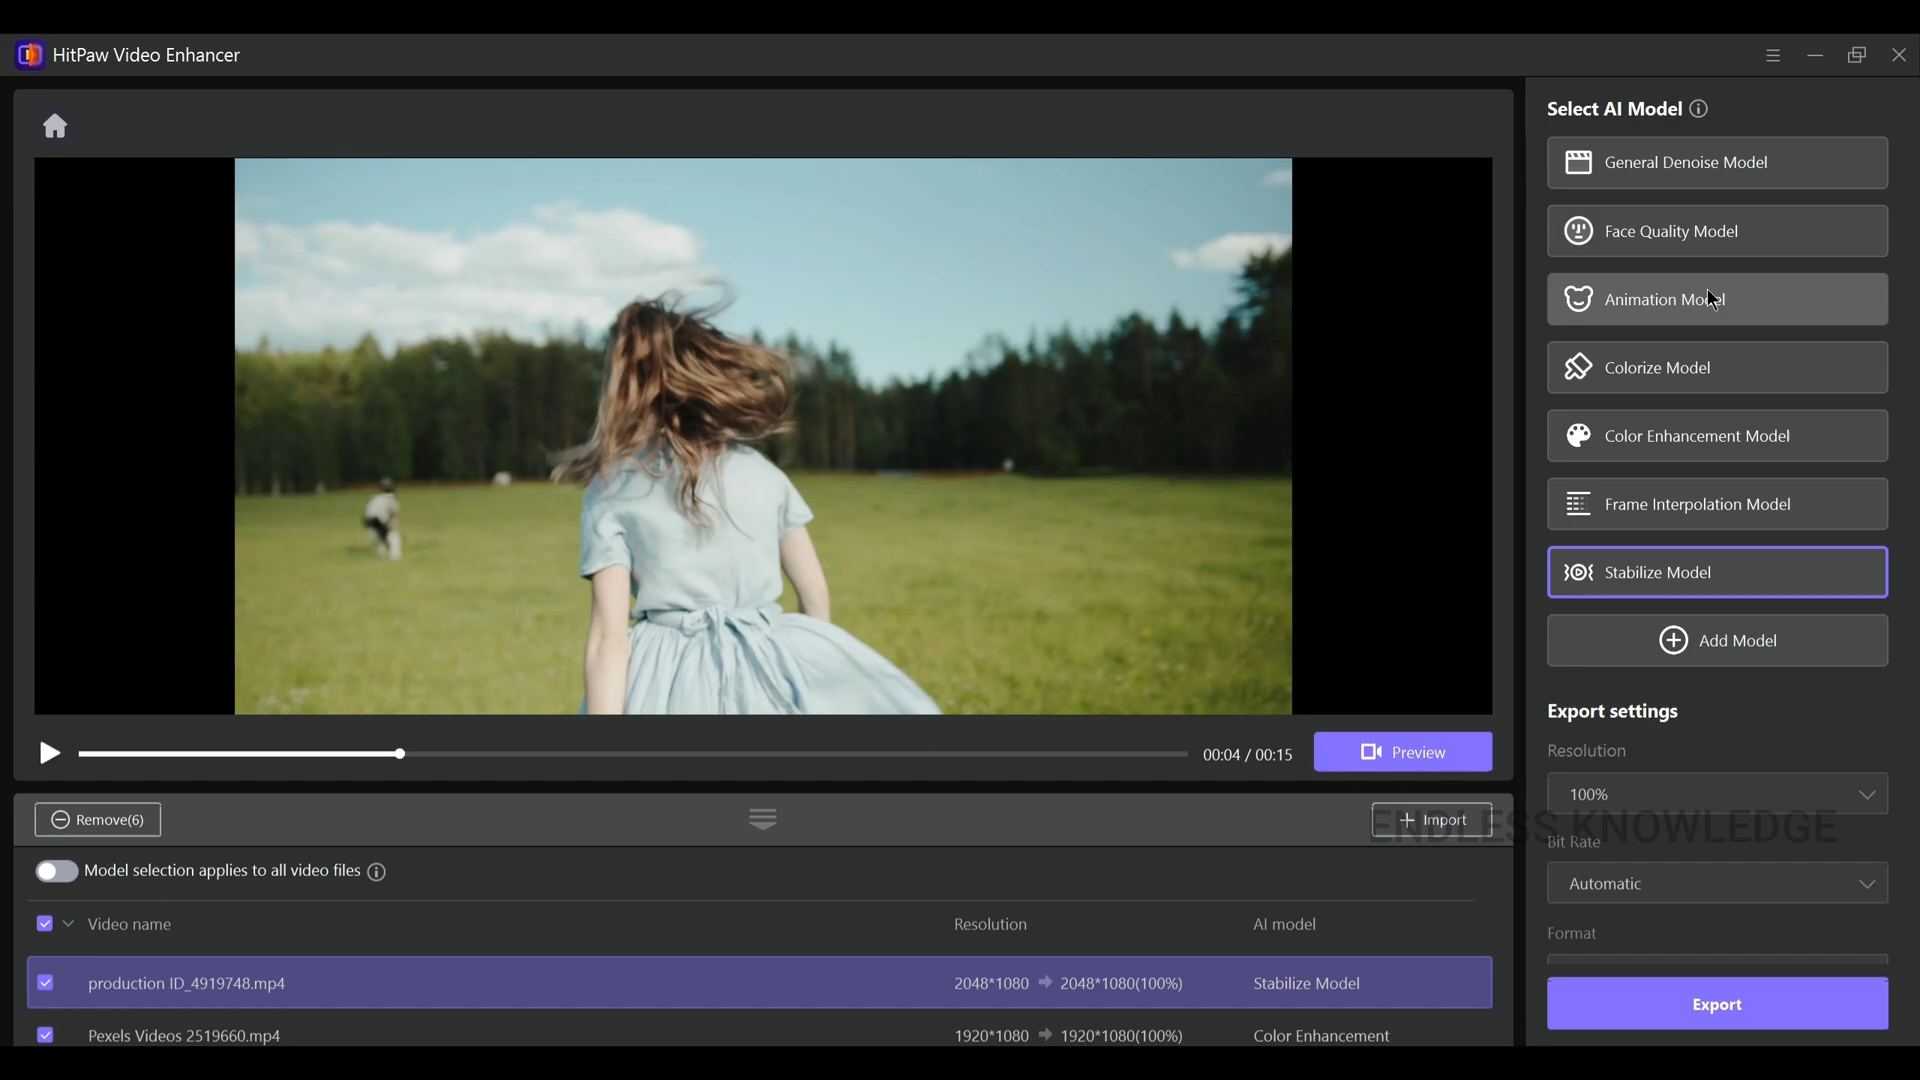 HitPaw Video Enhancer
Select AI Model
General Denoise Model
Face Quality Model
Animation Model
Colorize Model
Color Enhancement Model
Frame Interpolation Model
Stabilize Model
Add Model
Export settings
Resolution
100%
Bit Rate
Automatic
Format
Export
00:04 / 00:15
Preview
Remove(6)
Import
ENDLESS KNOWLEDGE
Model selection applies to all video files
Video name Resolution AI model
production ID_4919748.mp4 2048*1080 2048*1080(100%) Stabilize Model
Pexels Videos 2519660.mp4 1920*1080 1920*1080(100%) Color Enhancement